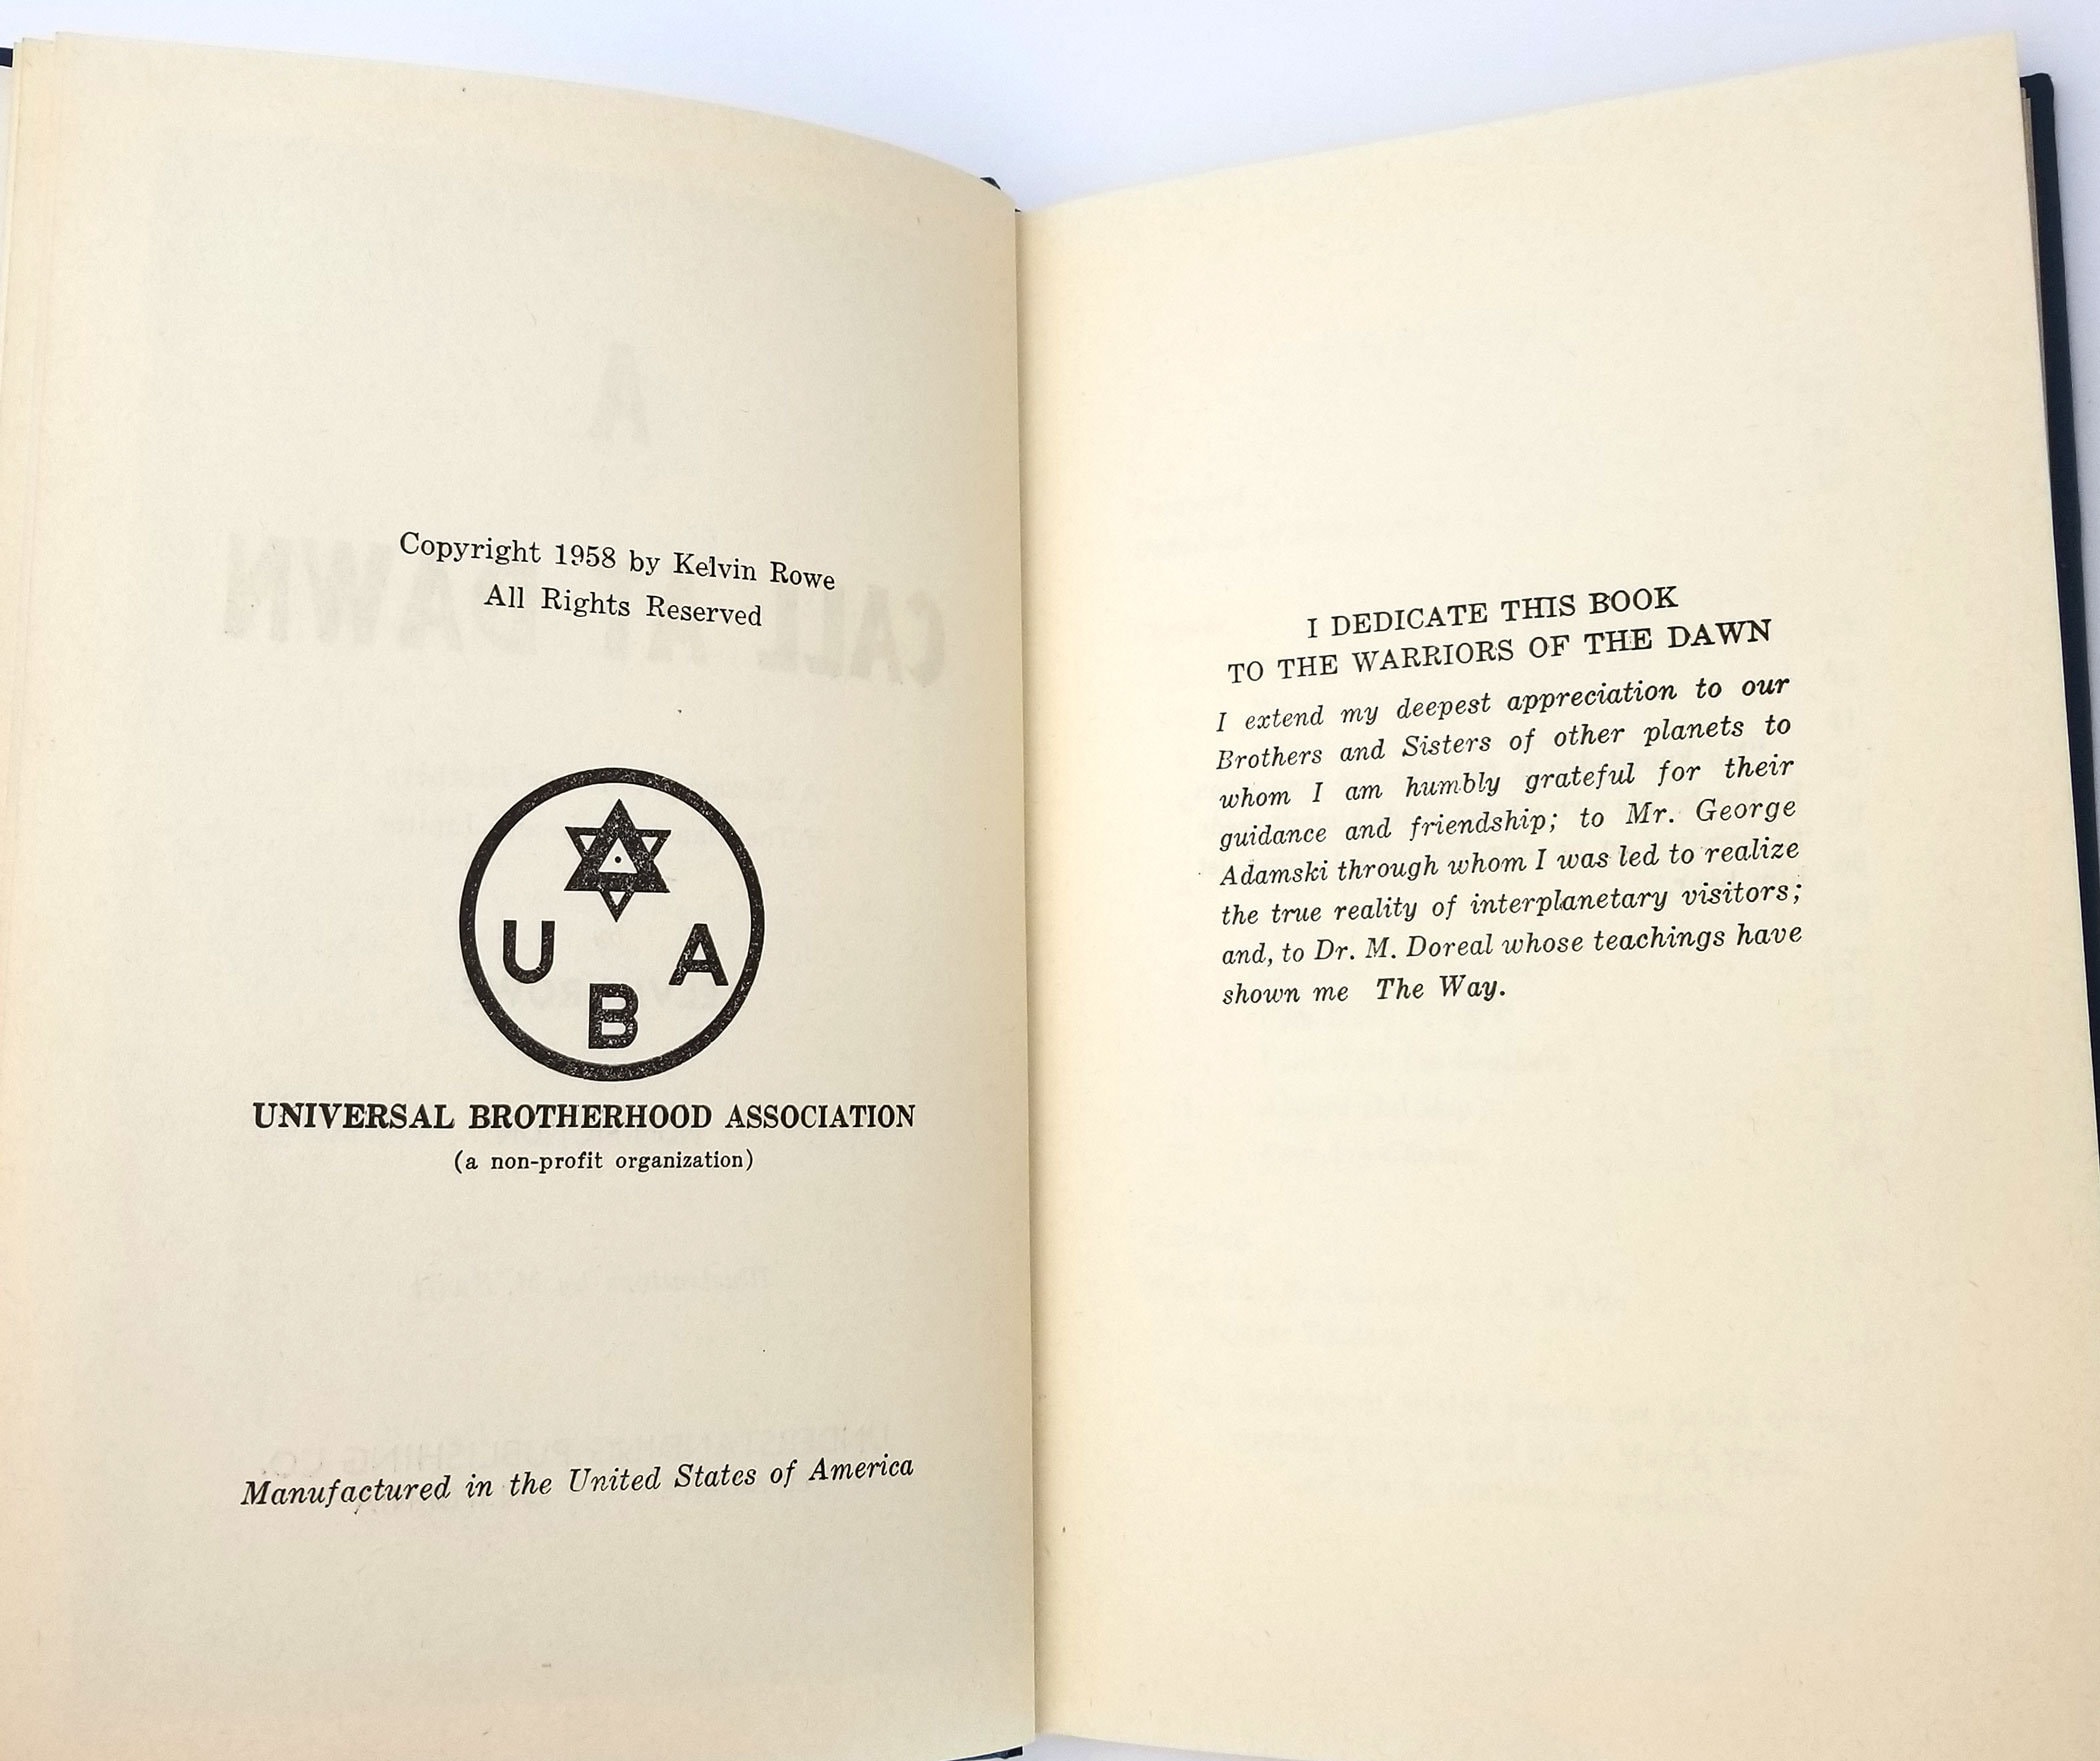 Copyright 1958 by Kelvin Rowe
All Rights Reserved
U B A
UNIVERSAL BROTHERHOOD ASSOCIATION
(a non-profit organization)
Manufactured in the United States of America
I DEDICATE THIS BOOK
TO THE WARRIORS OF THE DAWN
I extend my deepest appreciation to our
Brothers and Sisters of other planets to
whom I am humbly grateful for their
guidance and friendship; to Mr. George
Adamski through whom I was led to realize
the true reality of interplanetary visitors;
and, to Dr. M. Doreal whose teachings have
shown me The Way.